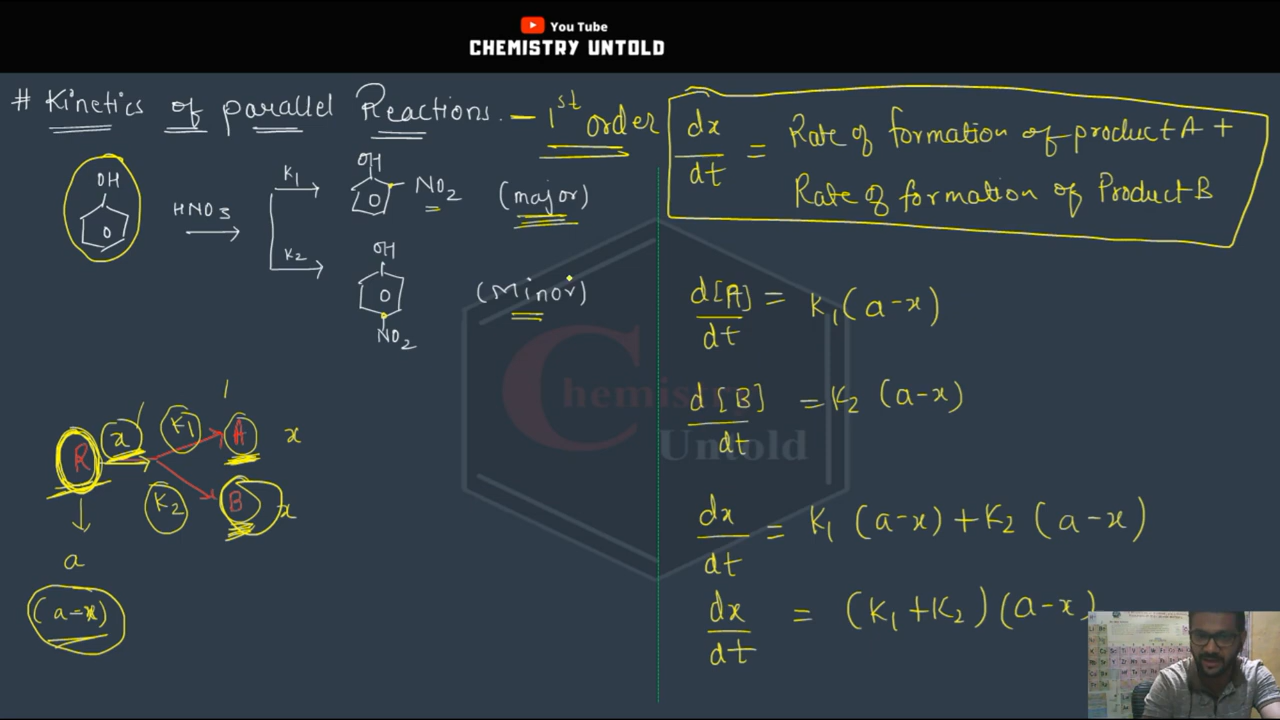 You Tube
CHEMISTRY UNTOLD
# Kinetics of parallel Reactions. - 1st order
OH
HNO3
K1
OH
NO2 (major)
K2
OH
NO2
(Minor)
R
x
K1
A
x
K2
B
x
a
(a-x)
dx/dt = Rate of formation of product A +
Rate of formation of Product B
d[A]/dt = K1(a-x)
d[B]/dt = K2 (a-x)
dx/dt = K1 (a-x) + K2 (a-x)
dx/dt = (K1+K2) (a-x)
Chemistry
Untold